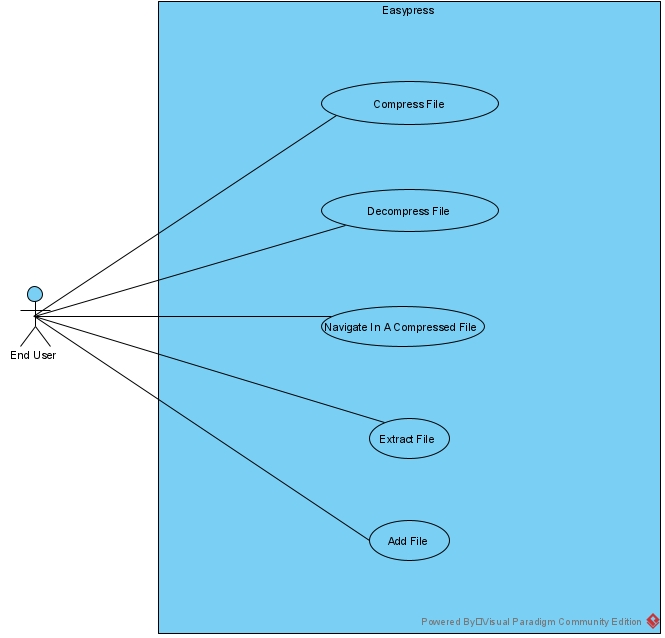 Easypress
Compress File
Decompress File
Navigate In A Compressed File
End User
Extract File
Add File
Powered By□Visual Paradigm Community Edition